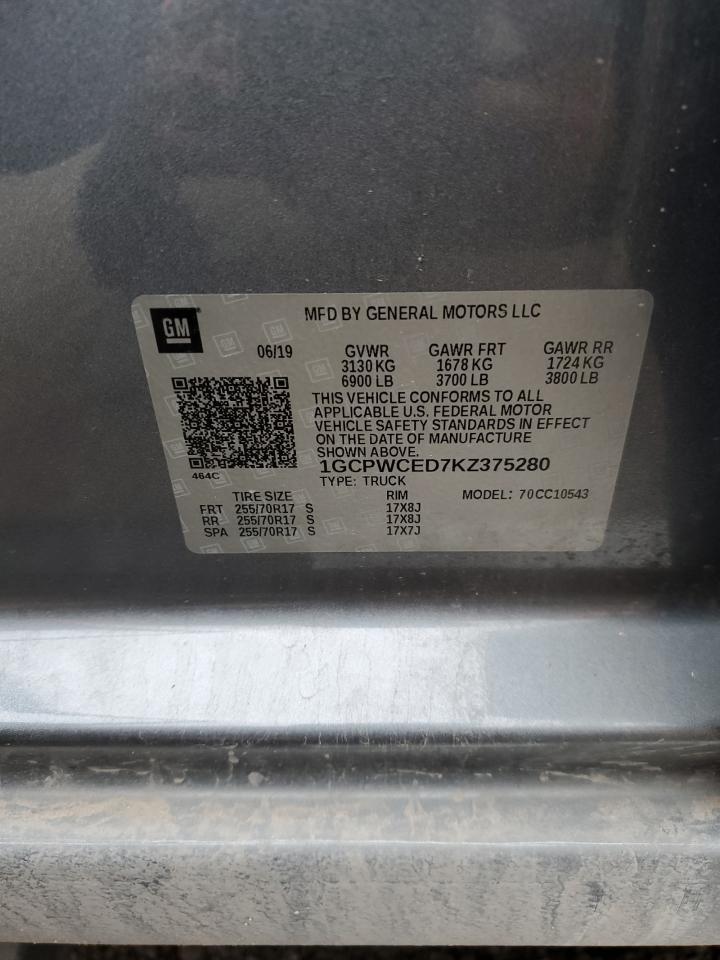 GM
MFD BY GENERAL MOTORS LLC
06/19 GVWR GAWR FRT GAWR RR
3130 KG 1678 KG 1724 KG
6900 LB 3700 LB 3800 LB
THIS VEHICLE CONFORMS TO ALL
APPLICABLE U.S. FEDERAL MOTOR
VEHICLE SAFETY STANDARDS IN EFFECT
ON THE DATE OF MANUFACTURE
SHOWN ABOVE.
464C
1GCPWCED7KZ375280
TYPE: TRUCK
TIRE SIZE RIM MODEL: 70 CC10543
FRT 255/70R17 S 17X8J
RR 255/70R17 S 17X8J
SPA 255/70R17 S 17X7J